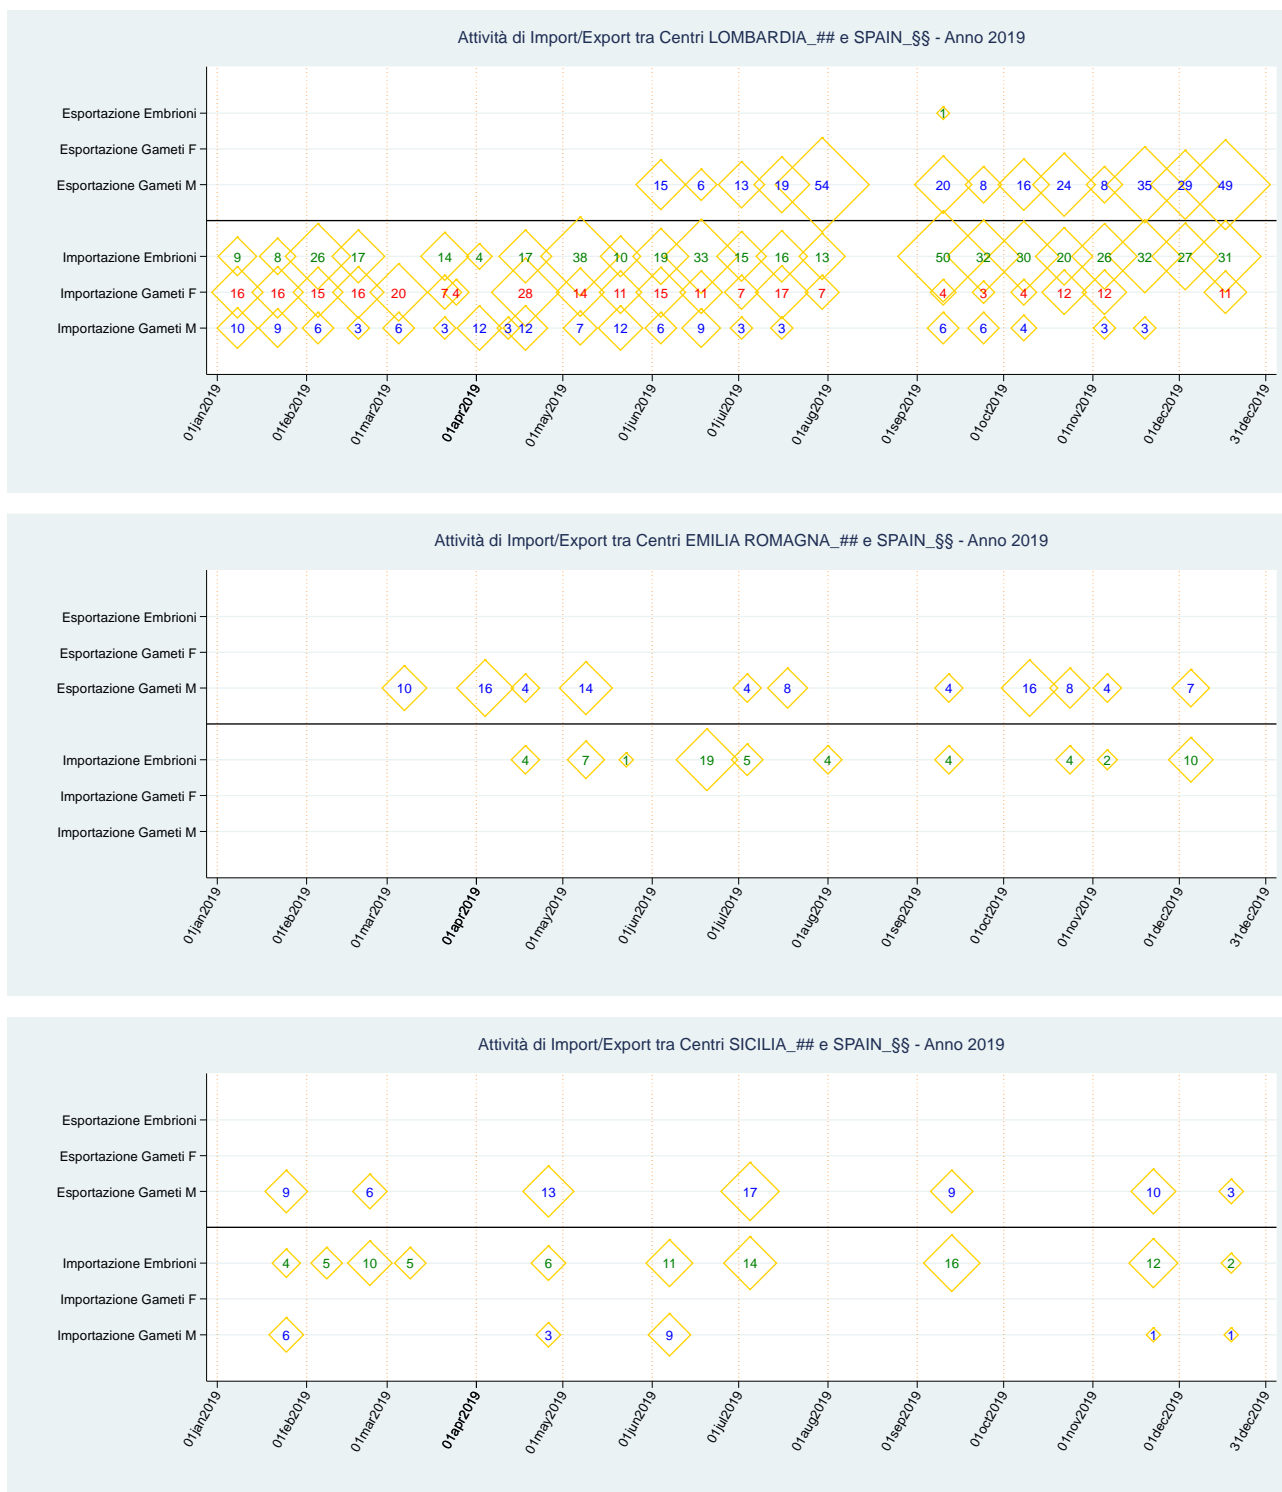 Attività di Import/Export tra Centri LOMBARDIA_## e SPAIN_§§ - Anno 2019
Esportazione Embrioni 1
Esportazione Gameti F
Esportazione Gameti M 15 6 13 19 54 20 8 16 24 8 35 29 49
Importazione Embrioni 9 8 26 17 14 4 17 38 10 19 33 15 16 13 50 32 30 20 26 32 27 31
Importazione Gameti F 16 16 15 16 20 7 4 28 14 11 15 11 7 17 7 4 3 4 12 12 11
Importazione Gameti M 10 9 6 3 6 3 12 3 12 7 12 6 9 3 3 6 6 4 3 3
01jan2019 01feb2019 01mar2019 01apr2019 01may2019 01jun2019 01jul2019 01aug2019 01sep2019 01oct2019 01nov2019 01dec2019 31dec2019
Attività di Import/Export tra Centri EMILIA ROMAGNA_## e SPAIN_§§ - Anno 2019
Esportazione Embrioni
Esportazione Gameti F
Esportazione Gameti M 10 16 4 14 4 8 4 16 8 4 7
Importazione Embrioni 4 7 1 19 5 4 4 4 2 10
Importazione Gameti F
Importazione Gameti M
01jan2019 01feb2019 01mar2019 01apr2019 01may2019 01jun2019 01jul2019 01aug2019 01sep2019 01oct2019 01nov2019 01dec2019 31dec2019
Attività di Import/Export tra Centri SICILIA_## e SPAIN_§§ - Anno 2019
Esportazione Embrioni
Esportazione Gameti F
Esportazione Gameti M 9 6 13 17 9 10 3
Importazione Embrioni 4 5 10 5 6 11 14 16 12 2
Importazione Gameti F
Importazione Gameti M 6 3 9 1 1
01jan2019 01feb2019 01mar2019 01apr2019 01may2019 01jun2019 01jul2019 01aug2019 01sep2019 01oct2019 01nov2019 01dec2019 31dec2019